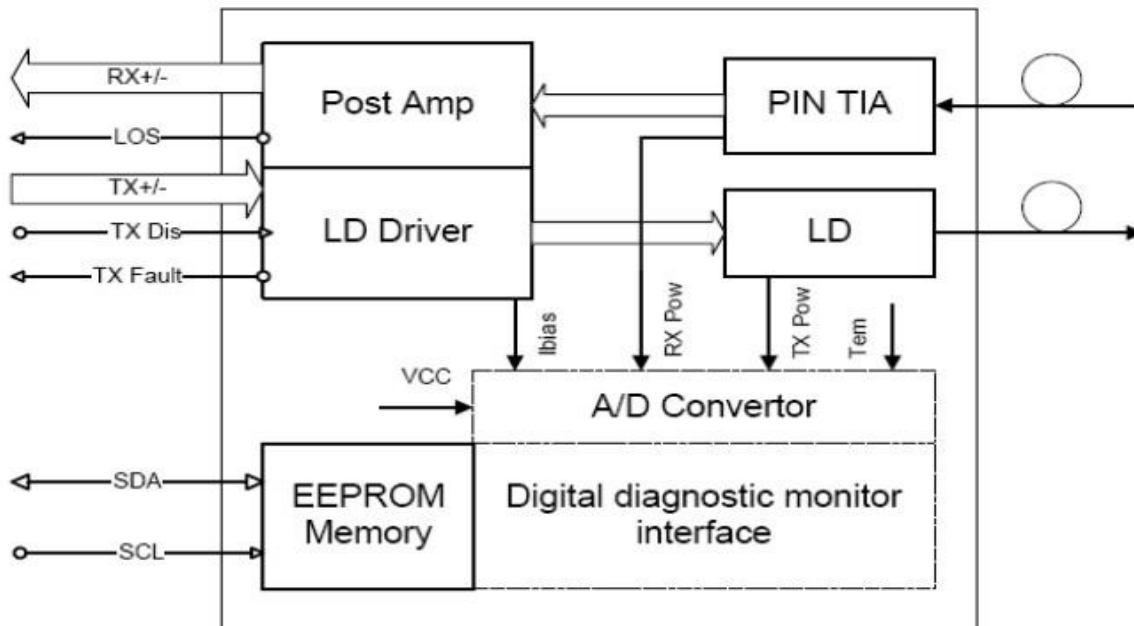 RX+/-
Post Amp
PIN TIA
LOS
TX+/-
TX Dis
LD Driver
LD
TX Fault
Ibias
RX Pow
TX Pow
Tem
VCC
A/D Convertor
SDA
EEPROM
Memory
Digital diagnostic monitor
interface
SCL